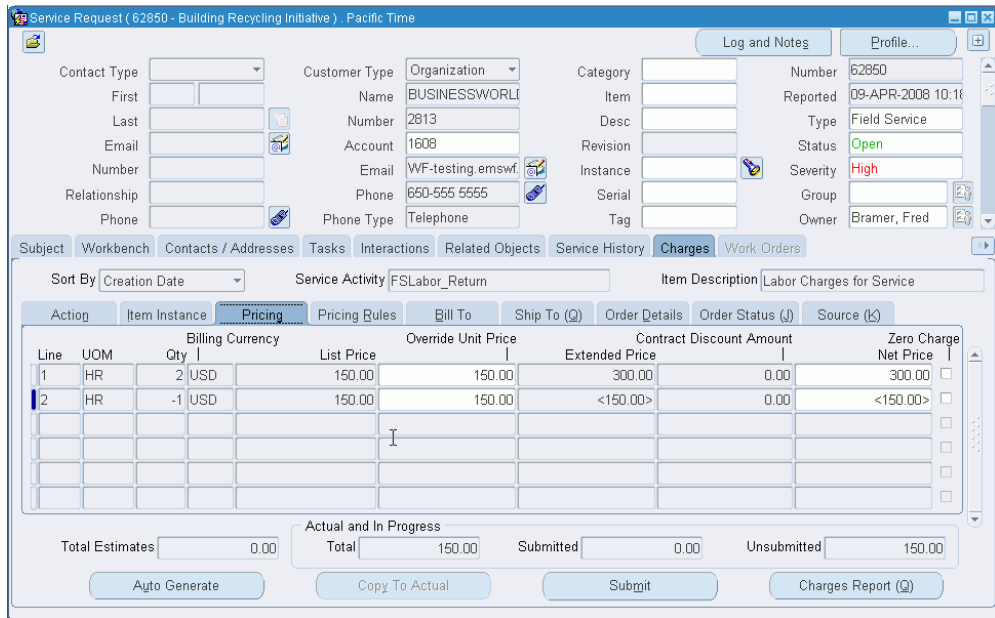 Service Request ( 62850 - Building Recycling Initiative ) . Pacific Time
Log and Notes Profile...
Contact Type Customer Type Organization Category Number 62850
First Name BUSINESSWORL Item Reported 09-APR-2008 10:18
Last Number 2813 Desc Type Field Service
Email Account 1608 Revision Status Open
Number Email WF-testing.emswf. Instance Severity High
Relationship Phone 650-555 5555 Serial Group
Phone Phone Type Telephone Tag Owner Bramer, Fred
Subject Workbench Contacts / Addresses Tasks Interactions Related Objects Service History Charges Work Orders
Sort By Creation Date Service Activity FSLabor_Return Item Description Labor Charges for Service
Action Item Instance Pricing Pricing Rules Bill To Ship To (Q) Order Details Order Status (J) Source (K)
Billing Currency Override Unit Price Contract Discount Amount Zero Charge
Line UOM Qty List Price Extended Price Net Price
1 HR 2 USD 150.00 150.00 300.00 0.00 300.00
2 HR -1 USD 150.00 150.00 <150.00> 0.00 <150.00>
Actual and In Progress
Total Estimates 0.00 Total 150.00 Submitted 0.00 Unsubmitted 150.00
Auto Generate Copy To Actual Submit Charges Report (Q)